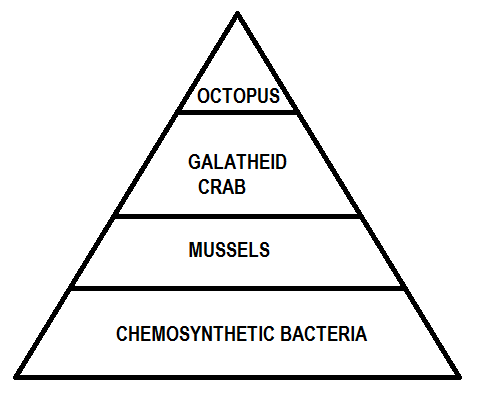 OCTOPUS
GALATHEID
CRAB
MUSSELS
CHEMOSYNTHETIC BACTERIA